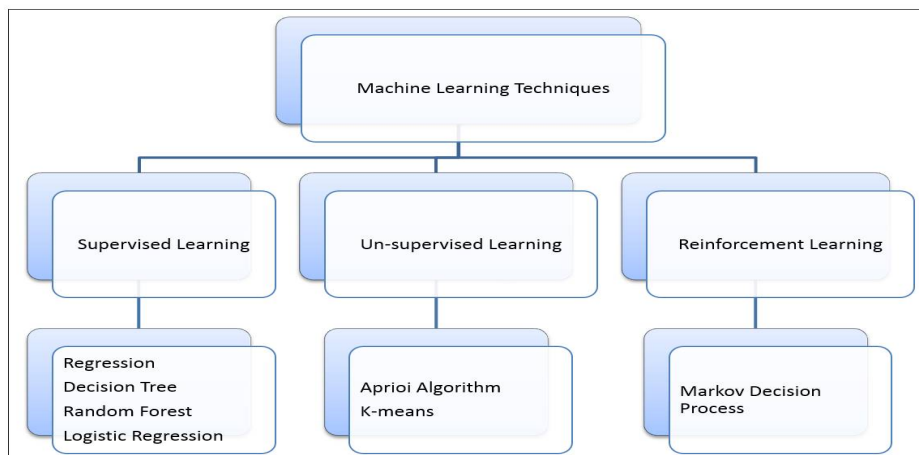 Machine Learning Techniques
Supervised Learning
Un-supervised Learning
Reinforcement Learning
Regression
Decision Tree
Random Forest
Logistic Regression
Aprioi Algorithm
K-means
Markov Decision
Process